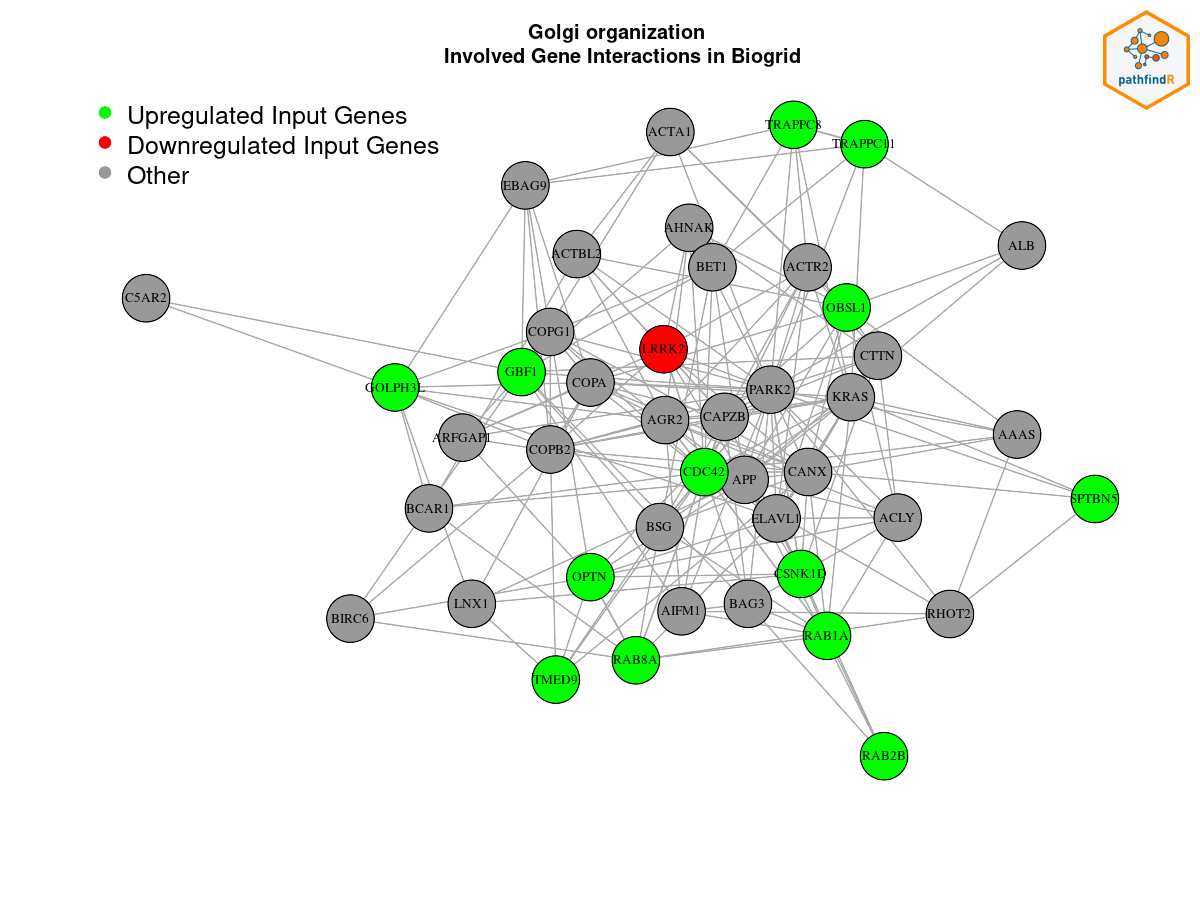 Golgi organization
Involved Gene Interactions in Biogrid
pathfindR
Upregulated Input Genes
Downregulated Input Genes
Other
TRAPPC8
ACTA1
TRAPPC11
EBAG9
AHNAK
ALB
ACTBL2
BET1
ACTR2
C5AR2
OBSL1
COPG1
LRRK2
CTTN
GBF1
COPA
GOLPH3L
PARK2
KRAS
AGR2
CAPZB
ARFGAP1
AAAS
COPB2
CDC42
APP
CANX
SPTBN5
BCAR1
BSG
ELAVL1
ACLY
OPTN
CSNK1D
LNX1
AIFM1
BAG3
RHOT2
BIRC6
RAB1A
RAB8A
TMED9
RAB2B